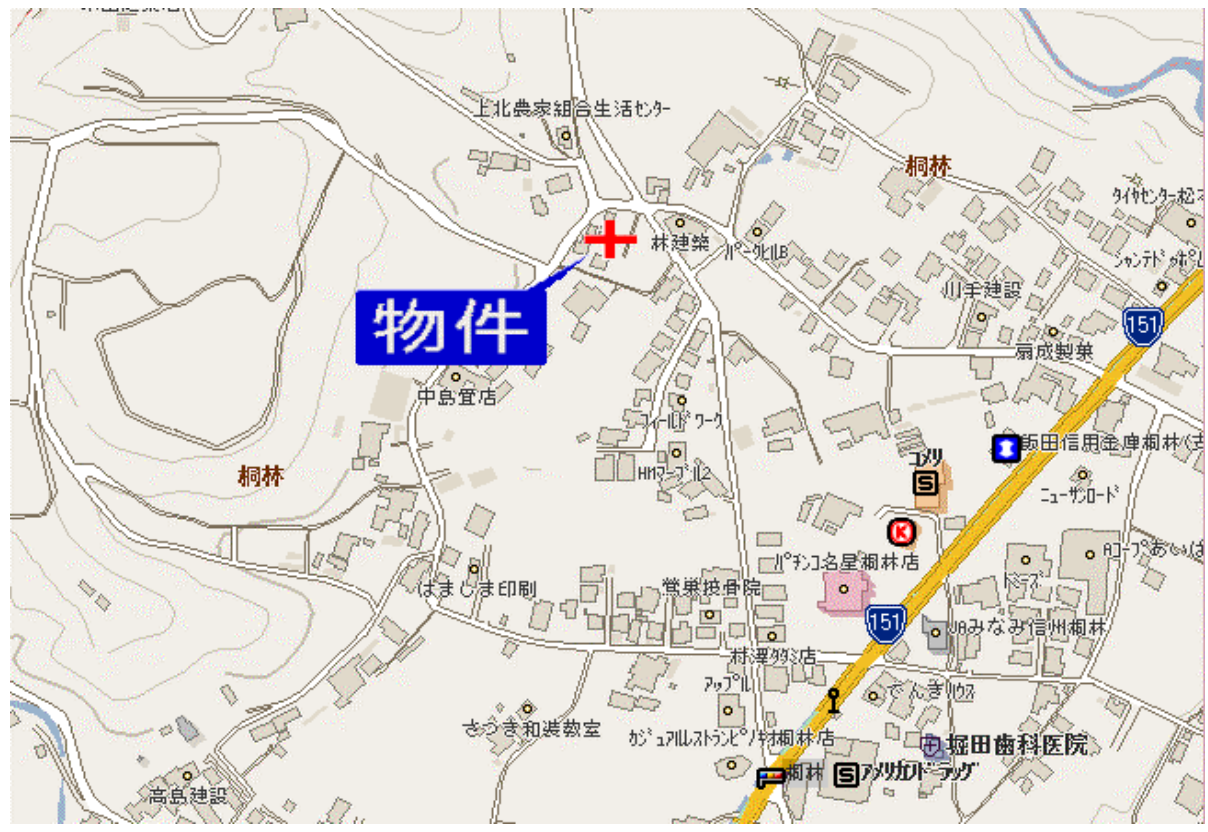 上北農家組合生活センター
桐林
タイヤセンター松本
林建築
パークヒルB
シャンテドゥボヌ
川手建設
151
物件
扇成製菓
中島畳店
フィールドワーク
飯田信用金庫桐林(支
コメリ
HMマープル2
桐林
ニューサンロード
K
パチンコ名星桐林店
Aコープあいぱ
はましま印刷
鶯巣接骨院
151
JAみなみ信州桐林
村澤タタミ店
アップル
でんきハウス
さつき和装教室
カジュアルレストランピノキオ桐林店
堀田歯科医院
桐林
アメリカンドラッグ
高島建設